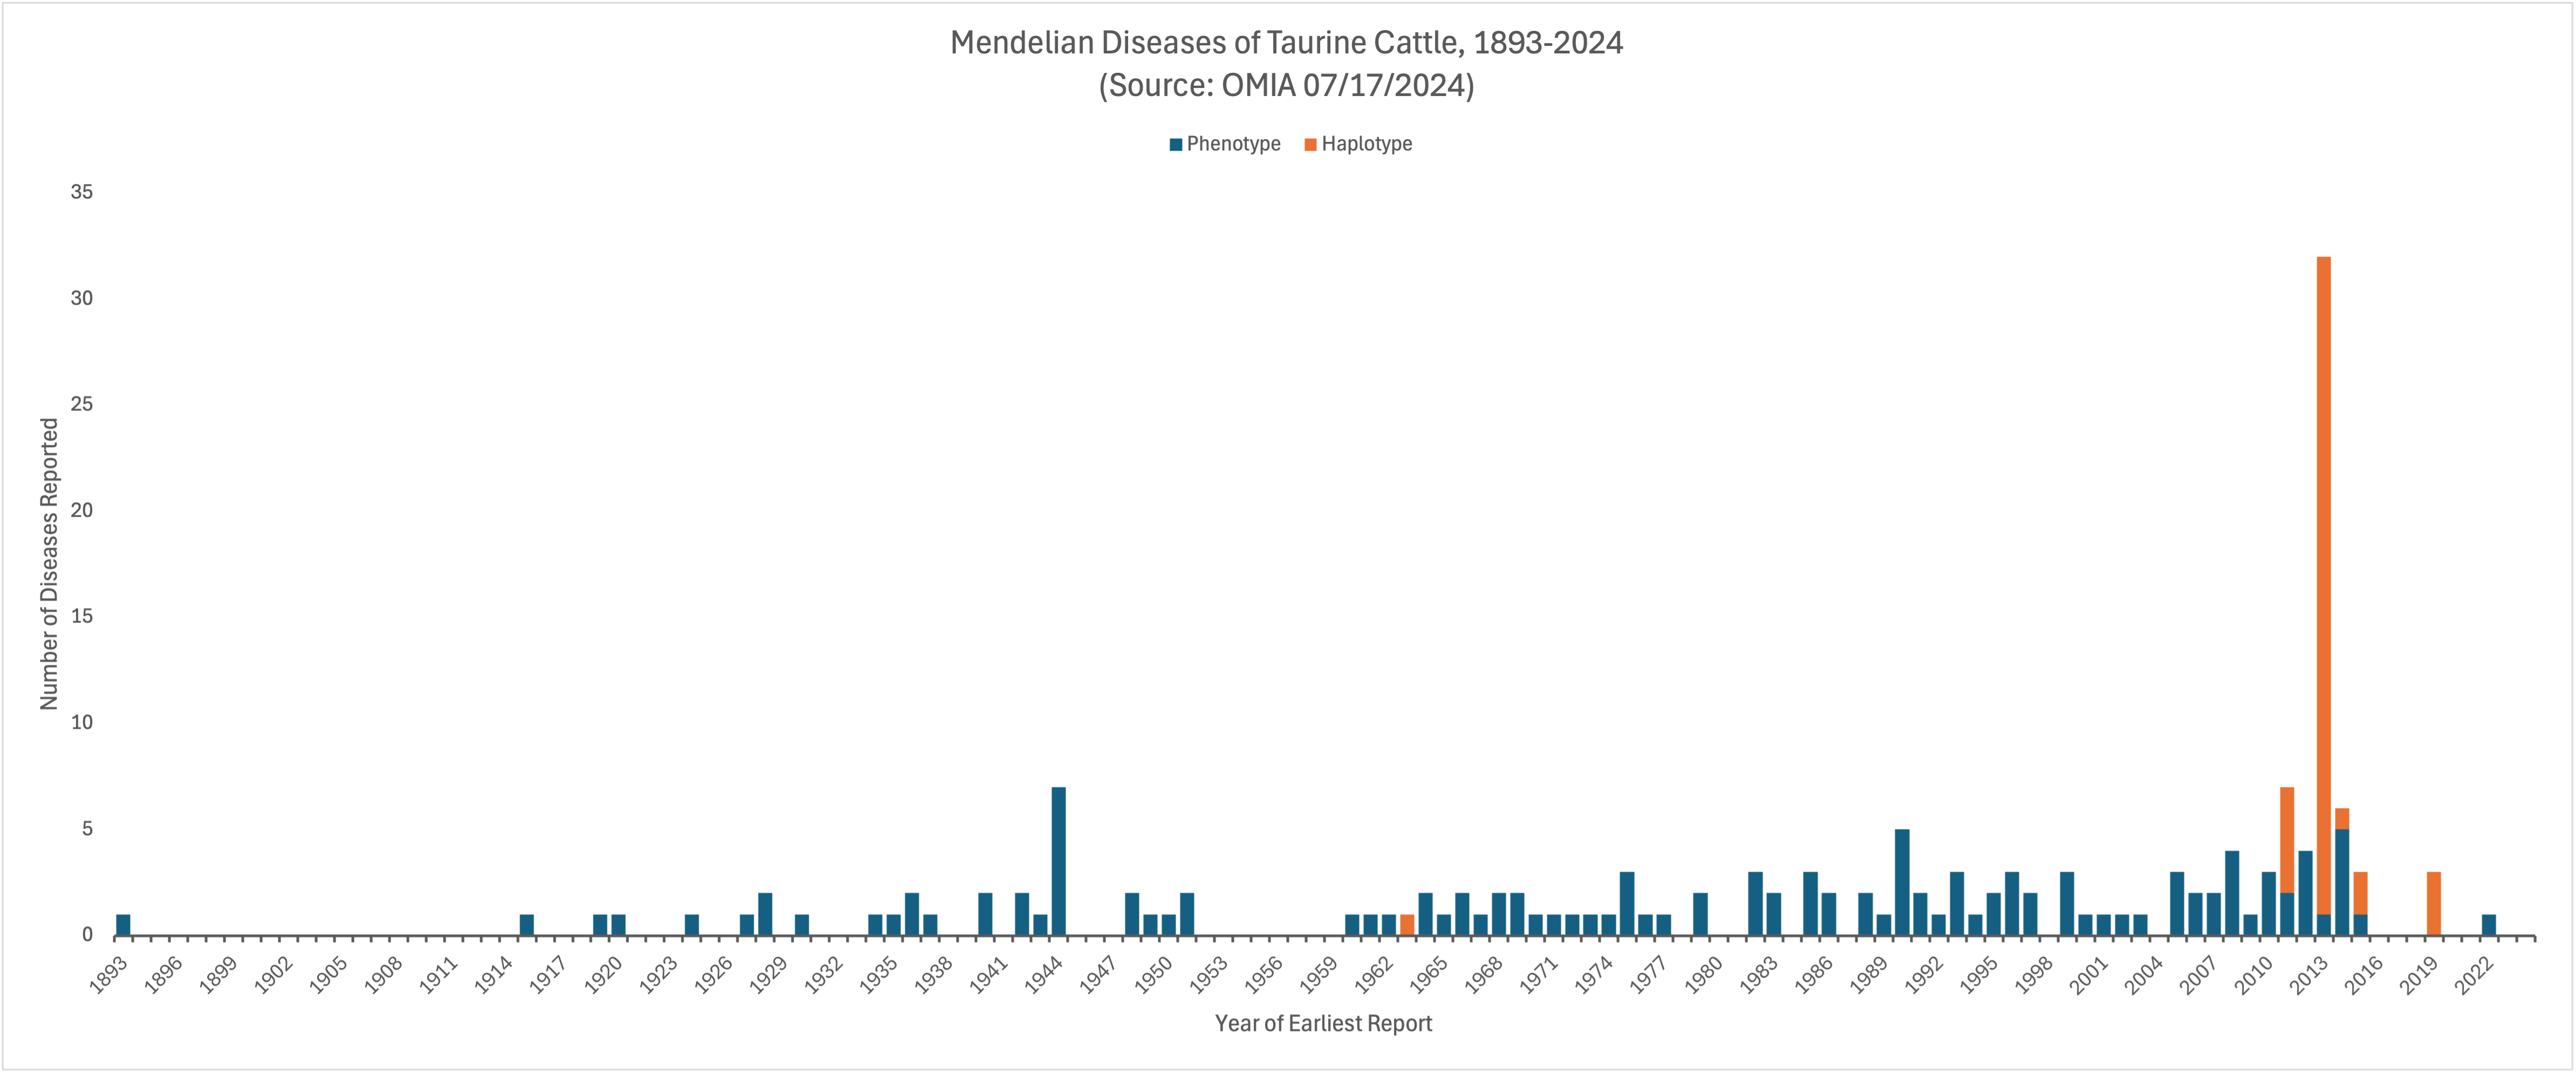 Mendelian Diseases of Taurine Cattle, 1893-2024
(Source: OMIA 07/17/2024)
Phenotype Haplotype
35
30
25
20
15
10
5
0
Number of Diseases Reported
1893 1896 1899 1902 1905 1908 1911 1914 1917 1920 1923 1926 1929 1932 1935 1938 1941 1944 1947 1950 1953 1956 1959 1962 1965 1968 1971 1974 1977 1980 1983 1986 1989 1992 1995 1998 2001 2004 2007 2010 2013 2016 2019 2022
Year of Earliest Report